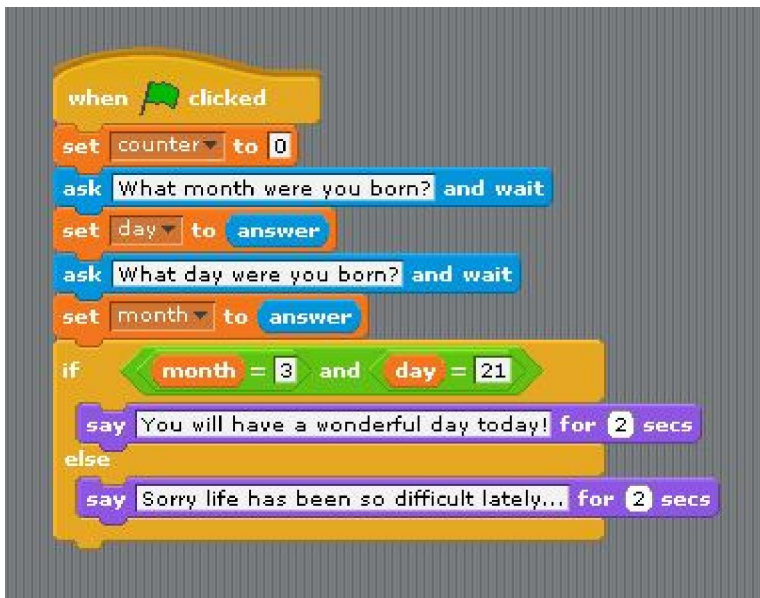 when clicked
set counter to 0
ask What month were you born? and wait
set day to answer
ask What day were you born? and wait
set month to answer
if month = 3 and day = 21
say You will have a wonderful day today! for 2 secs
else
say Sorry life has been so difficult lately... for 2 secs